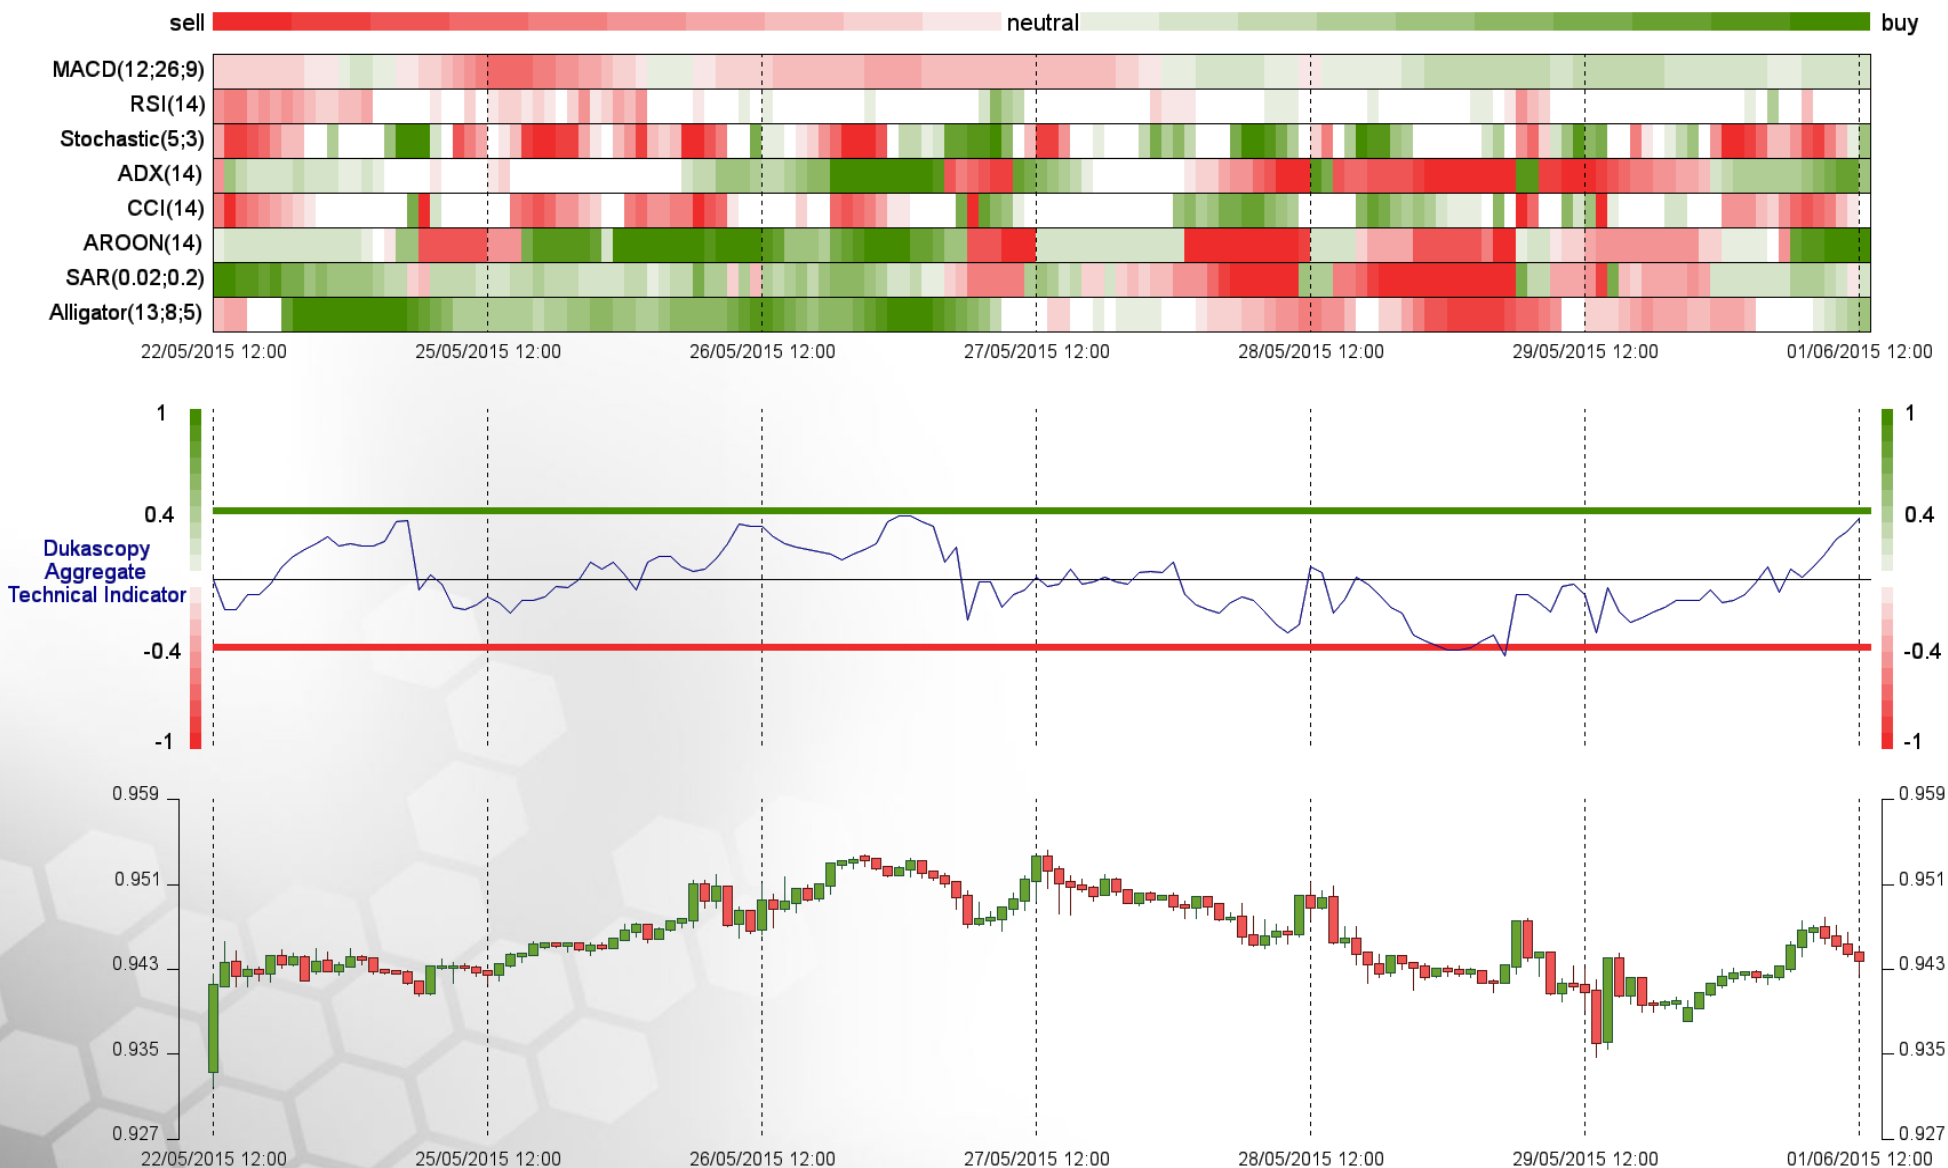 sell neutral buy
MACD(12;26;9)
RSI(14)
Stochastic(5;3)
ADX(14)
CCI(14)
AROON(14)
SAR(0.02;0.2)
Alligator(13;8;5)
22/05/2015 12:00 25/05/2015 12:00 26/05/2015 12:00 27/05/2015 12:00 28/05/2015 12:00 29/05/2015 12:00 01/06/2015 12:00
1 1
0.4 0.4
Dukascopy
Aggregate
Technical Indicator
-0.4 -0.4
-1 -1
0.959 0.959
0.951 0.951
0.943 0.943
0.935 0.935
0.927 0.927
22/05/2015 12:00 25/05/2015 12:00 26/05/2015 12:00 27/05/2015 12:00 28/05/2015 12:00 29/05/2015 12:00 01/06/2015 12:00